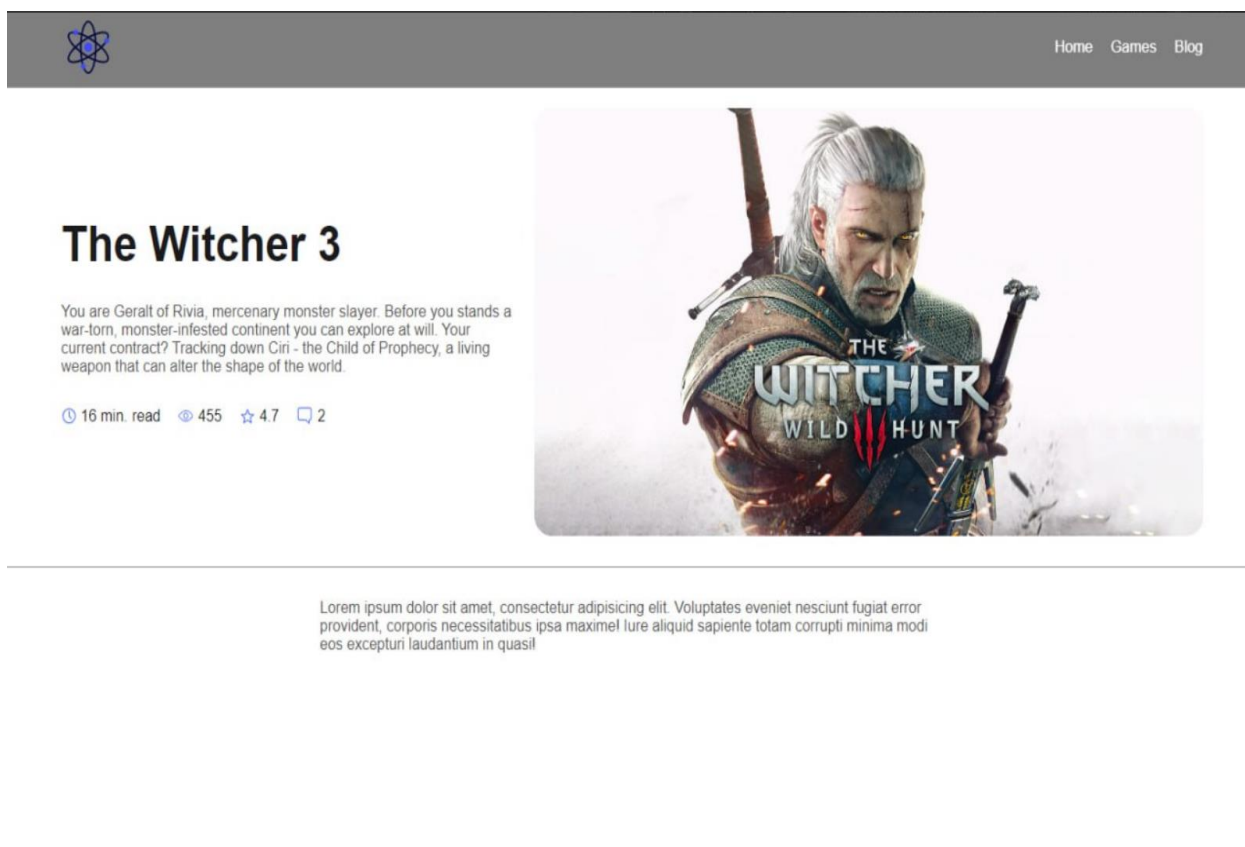 Home Games Blog
The Witcher 3
You are Geralt of Rivia, mercenary monster slayer. Before you stands a
war-torn, monster-infested continent you can explore at will. Your
current contract? Tracking down Ciri - the Child of Prophecy, a living
weapon that can alter the shape of the world.
16 min. read 455 4.7 2
THE
WITCHER
WILD HUNT
Lorem ipsum dolor sit amet, consectetur adipisicing elit. Voluptates eveniet nesciunt fugiat error
provident, corporis necessitatibus ipsa maxime! Iure aliquid sapiente totam corrupti minima modi
eos excepturi laudantium in quasi!